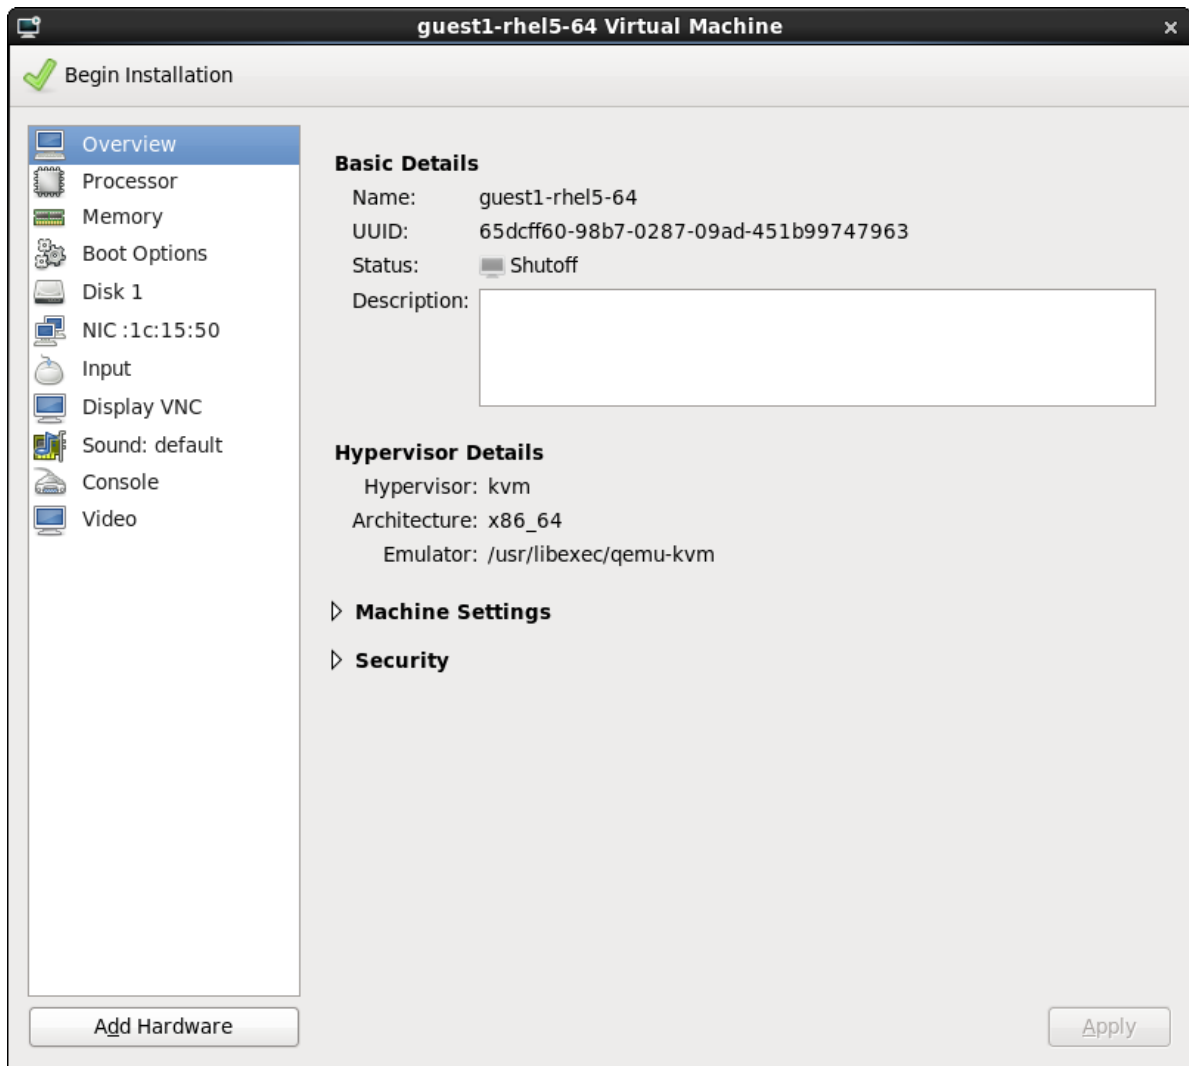 guest1-rhel5-64 Virtual Machine
Begin Installation
Overview
Processor
Memory
Boot Options
Disk 1
NIC :1c:15:50
Input
Display VNC
Sound: default
Console
Video
Add Hardware
Basic Details
Name: guest1-rhel5-64
UUID: 65dcff60-98b7-0287-09ad-451b99747963
Status: Shutoff
Description:
Hypervisor Details
Hypervisor: kvm
Architecture: x86_64
Emulator: /usr/libexec/qemu-kvm
Machine Settings
Security
Apply